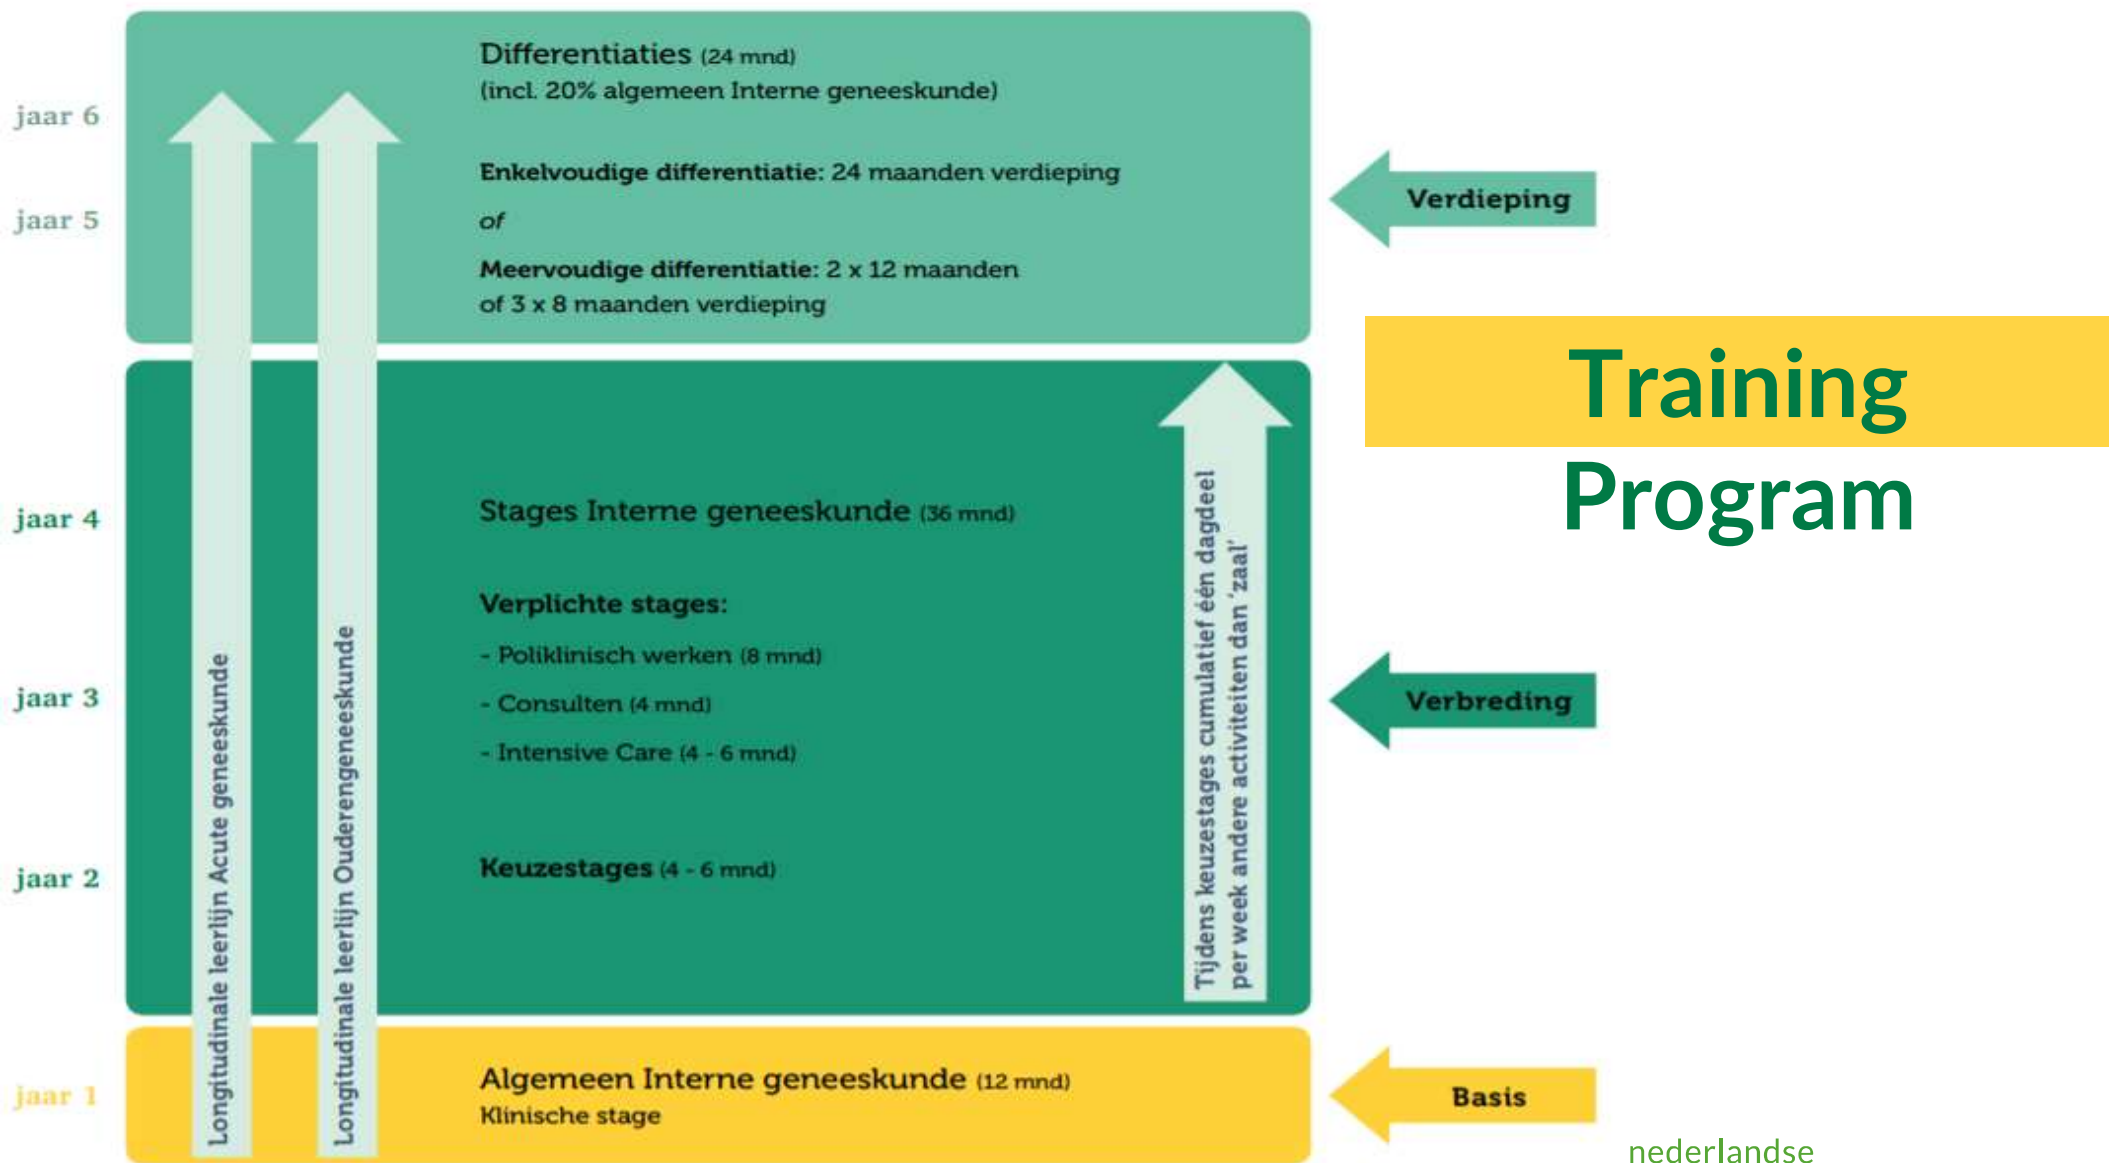 Differentiaties (24 mnd)
(incl. 20% algemeen Interne geneeskunde)
jaar 6
Enkelvoudige differentiatie: 24 maanden verdieping
Verdieping
jaar 5
of
Meervoudige differentiatie: 2 x 12 maanden
of 3 x 8 maanden verdieping
Training
Program
jaar 4
Stages Interne geneeskunde (36 mnd)
Verplichte stages:
- Poliklinisch werken (8 mnd)
jaar 3
- Consulten (4 mnd)
- Intensive Care (4 - 6 mnd)
Verbreding
jaar 2
Keuzestages (4 - 6 mnd)
Longitudinale leerlijn Acute geneeskunde
Longitudinale leerlijn Ouderengeneeskunde
Tijdens keuzestages cumulatief één dagdeel
per week andere activiteiten dan 'zaal'
jaar 1
Algemeen Interne geneeskunde (12 mnd)
Klinische stage
Basis
nederlandse